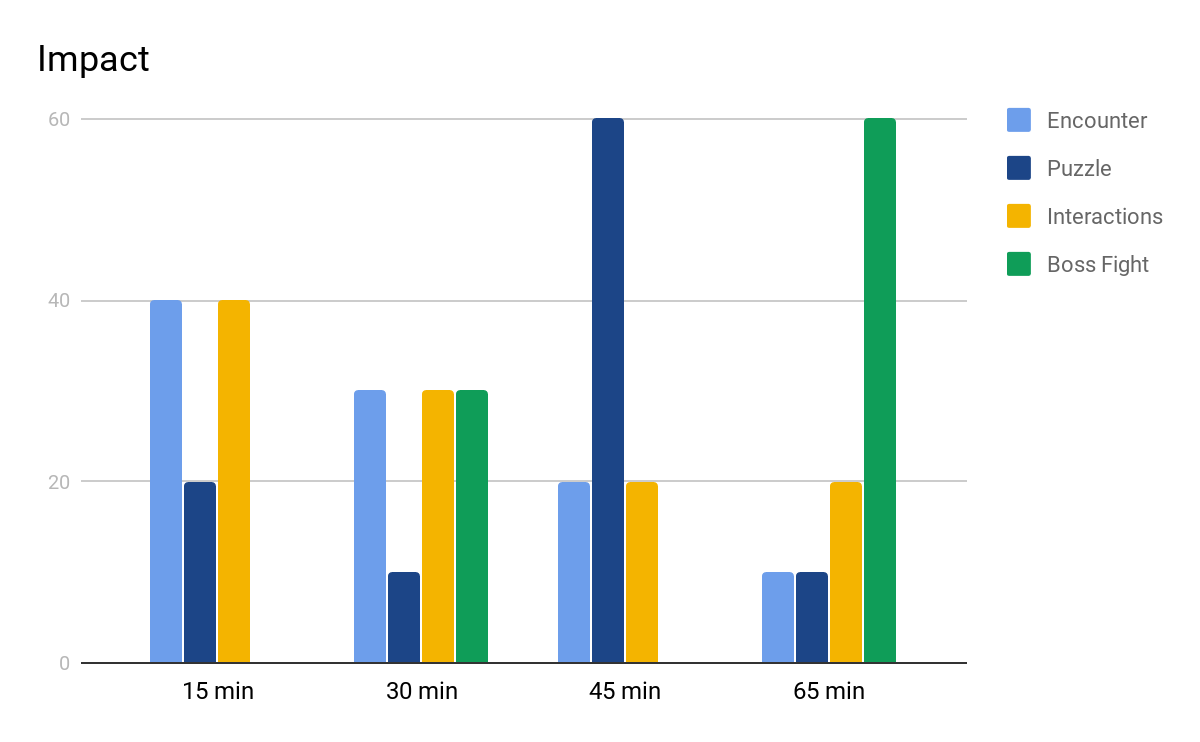 Impact
60
40
20
0
15 min
30 min
45 min
65 min
Encounter
Puzzle
Interactions
Boss Fight